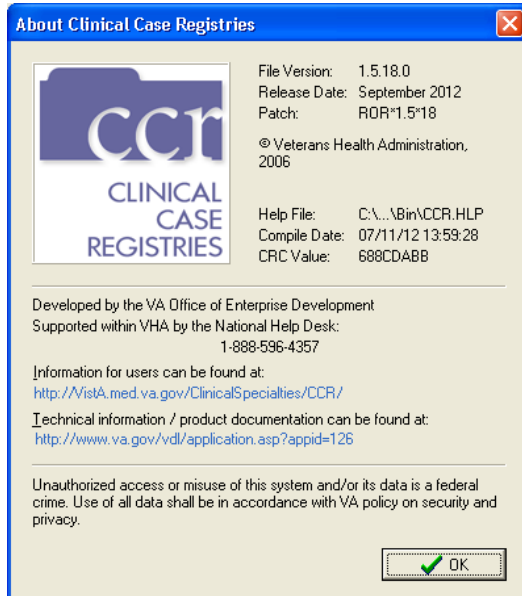 About Clinical Case Registries
ccr
CLINICAL
CASE
REGISTRIES
File Version: 1.5.18.0
Release Date: September 2012
Patch: ROR*1.5*18
© Veterans Health Administration,
2006
Help File: C:\...\Bin\CCR.HLP
Compile Date: 07/11/12 13:59:28
CRC Value: 688CDABB
Developed by the VA Office of Enterprise Development
Supported within VHA by the National Help Desk:
1-888-596-4357
Information for users can be found at:
http://VistA.med.va.gov/ClinicalSpecialties/CCR/
Technical information / product documentation can be found at:
http://www.va.gov/vdl/application.asp?appid=126
Unauthorized access or misuse of this system and/or its data is a federal
crime. Use of all data shall be in accordance with VA policy on security and
privacy.
OK